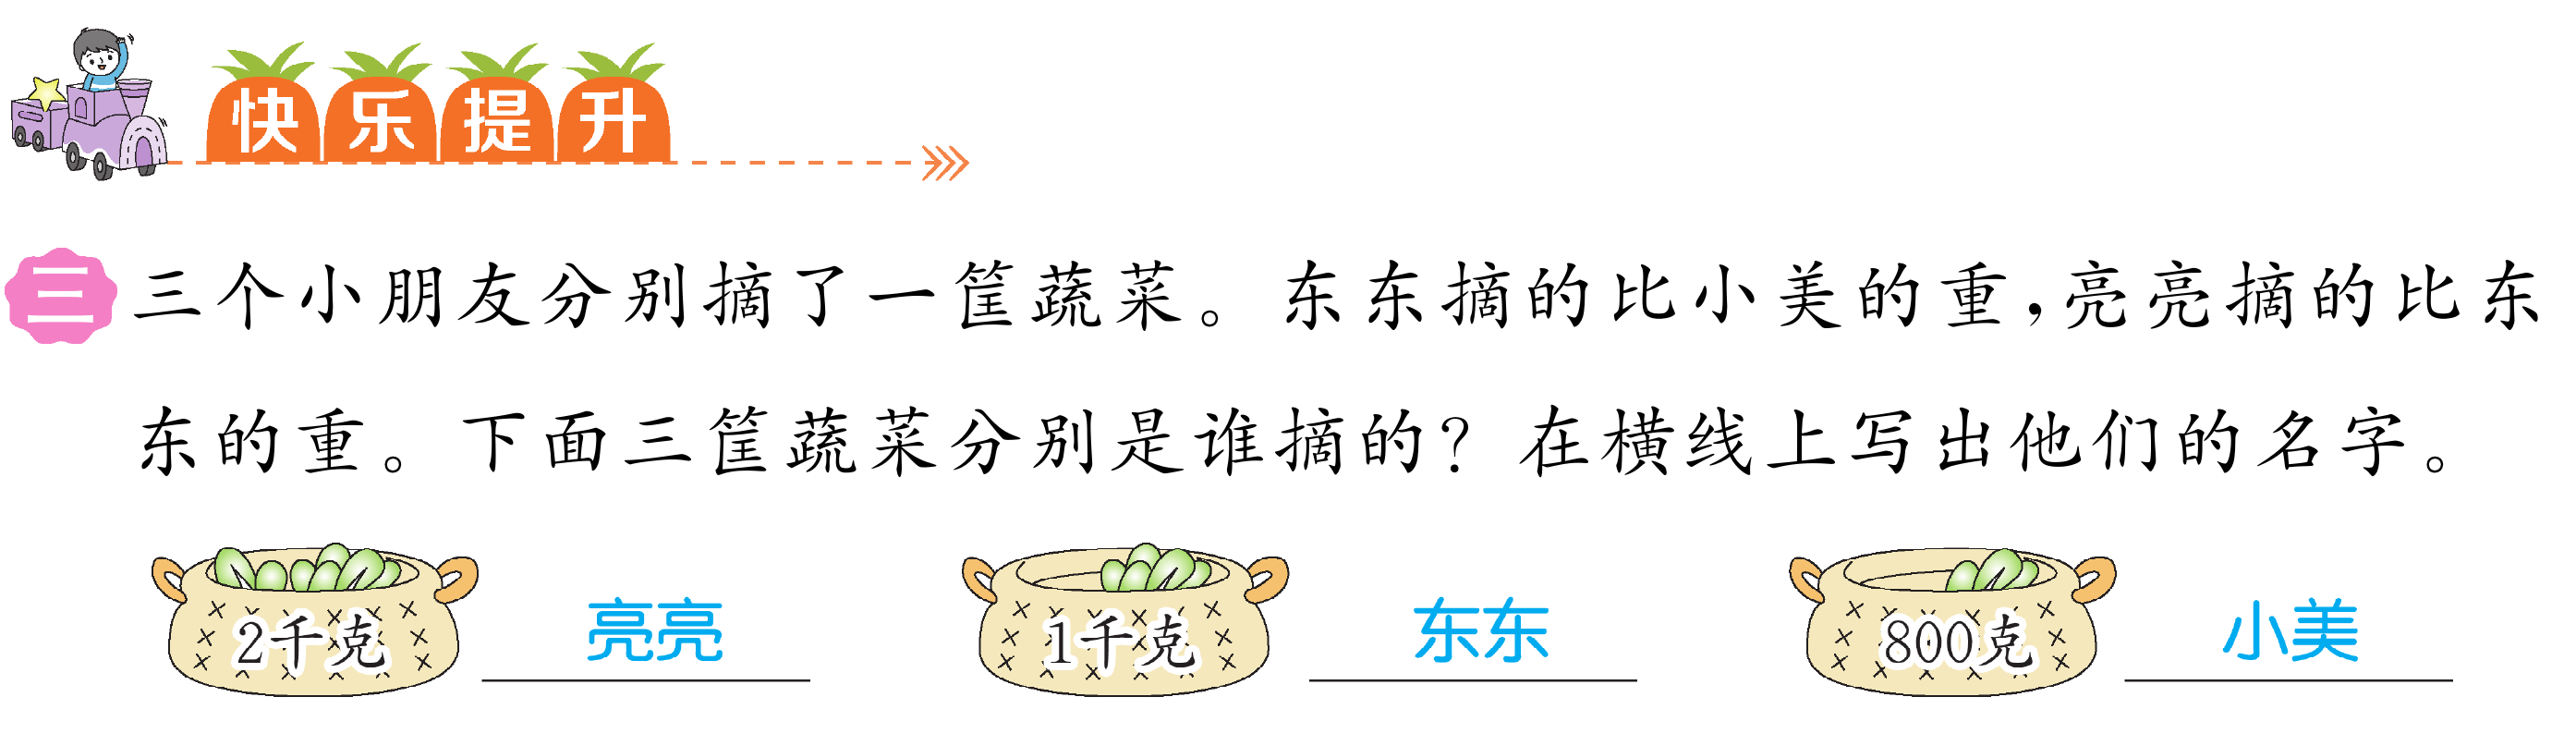 快乐提升
三 三个小朋友分别摘了一筐蔬菜。东东摘的比小美的重,亮亮摘的比东
东的重。下面三筐蔬菜分别是谁摘的?在横线上写出他们的名字。
2千克 亮亮 1千克 东东 800克 小美